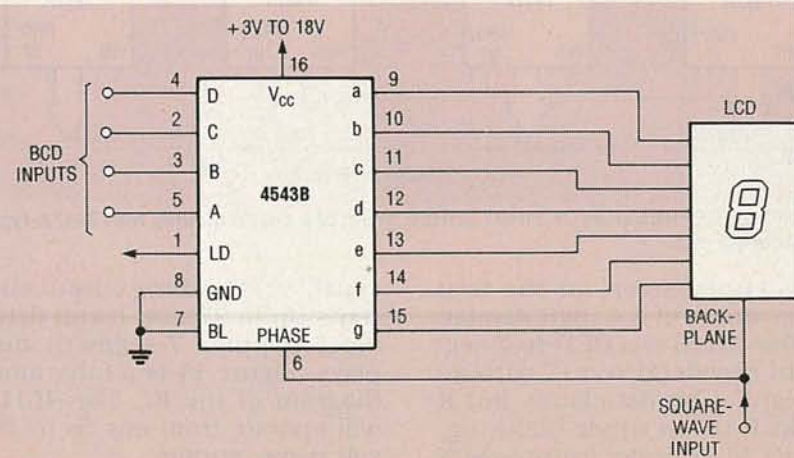 +3V TO 18V
16
4 D VCC a 9
2 C b 10
3 B c 11
5 A 4543B d 12
1 LD e 13
8 GND f 14
7 BL g 15
PHASE
6
BCD
INPUTS
LCD
8
BACK-
PLANE
SQUARE-
WAVE
INPUT